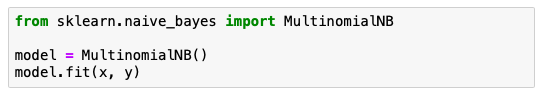 from sklearn.naive_bayes import MultinomialNB
model = MultinomialNB()
model.fit(x, y)